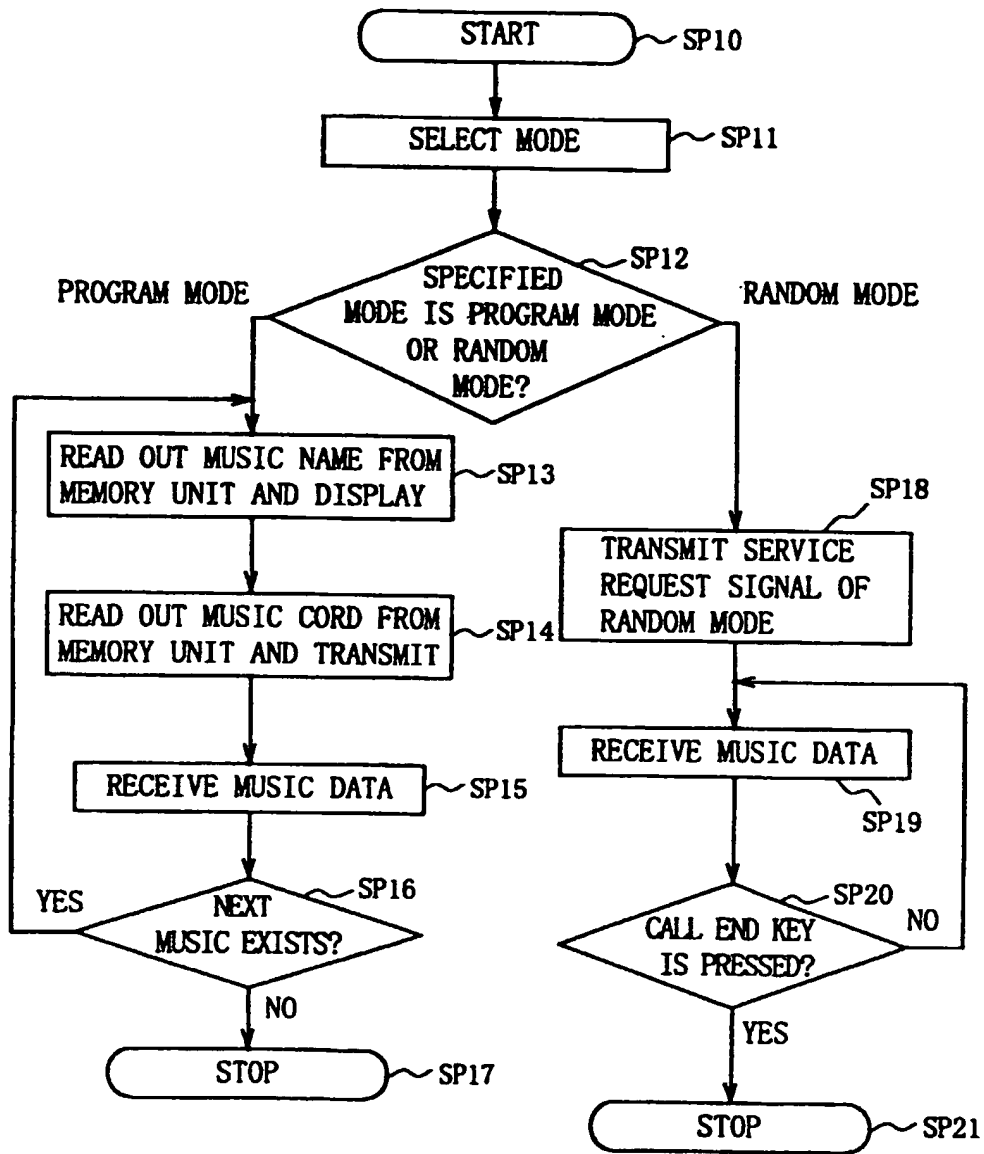 START
SP10
SELECT MODE
SP11
SP12
SPECIFIED
MODE IS PROGRAM MODE
OR RANDOM
MODE?
PROGRAM MODE
RANDOM MODE
READ OUT MUSIC NAME FROM
MEMORY UNIT AND DISPLAY
SP13
READ OUT MUSIC CORD FROM
MEMORY UNIT AND TRANSMIT
SP14
RECEIVE MUSIC DATA
SP15
SP16
NEXT
MUSIC EXISTS?
YES
NO
STOP
SP17
SP18
TRANSMIT SERVICE
REQUEST SIGNAL OF
RANDOM MODE
RECEIVE MUSIC DATA
SP19
SP20
CALL END KEY
IS PRESSED?
NO
YES
STOP
SP21